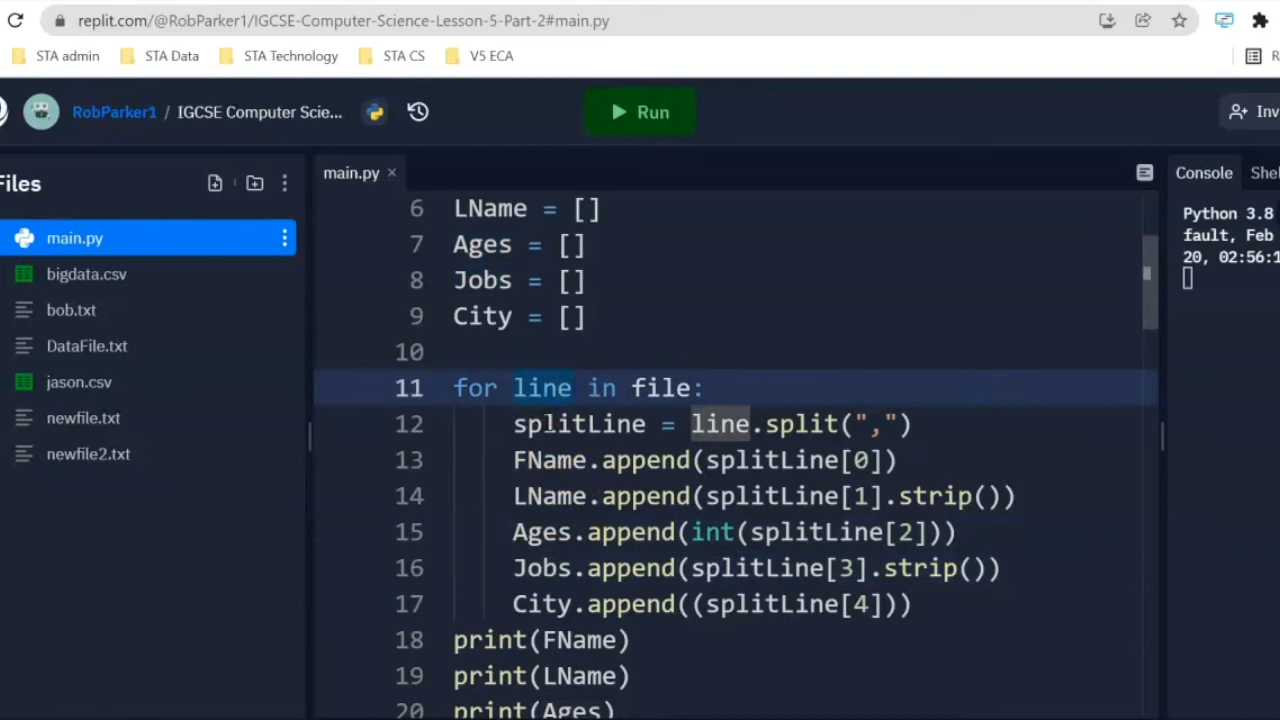 replit.com/@RobParker1/IGCSE-Computer-Science-Lesson-5-Part-2#main.py
STA admin STA Data STA Technology STA CS V5 ECA
RobParker1 / IGCSE Computer Scie... Run Inv
Files
main.py
bigdata.csv
bob.txt
DataFile.txt
jason.csv
newfile.txt
newfile2.txt
main.py ×
6 LName = []
7 Ages = []
8 Jobs = []
9 City = []
10
11 for line in file:
12 splitLine = line.split(",")
13 FName.append(splitLine[0])
14 LName.append(splitLine[1].strip())
15 Ages.append(int(splitLine[2]))
16 Jobs.append(splitLine[3].strip())
17 City.append((splitLine[4]))
18 print(FName)
19 print(LName)
20 print(Ages)
Console Shel
Python 3.8
fault, Feb
20, 02:56:1